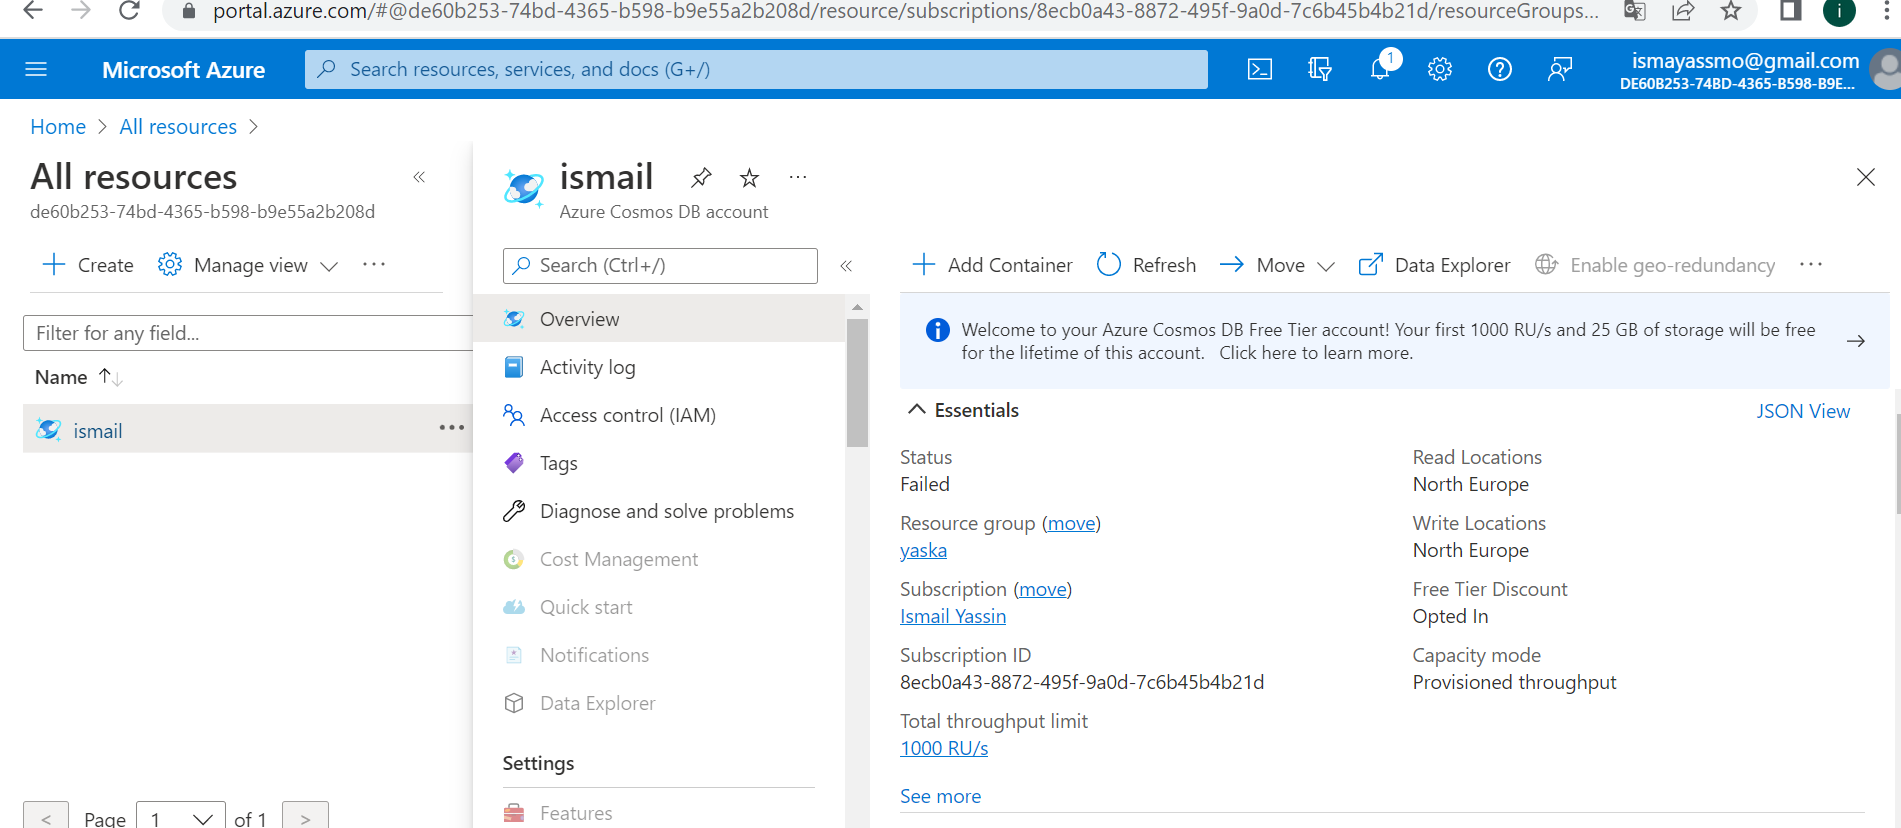 portal.azure.com/#@de60b253-74bd-4365-b598-b9e55a2b208d/resource/subscriptions/8ecb0a43-8872-495f-9a0d-7c6b45b4b21d/resourceGroups...
i
Microsoft Azure
Search resources, services, and docs (G+/)
1
ismayassmo@gmail.com
DE60B253-74BD-4365-B598-B9E...
Home > All resources >
All resources
de60b253-74bd-4365-b598-b9e55a2b208d
Create
Manage view
Filter for any field...
Name
ismail
< Page 1 of 1 >
ismail
Azure Cosmos DB account
Search (Ctrl+/)
Overview
Activity log
Access control (IAM)
Tags
Diagnose and solve problems
Cost Management
Quick start
Notifications
Data Explorer
Settings
Features
Add Container
Refresh
Move
Data Explorer
Enable geo-redundancy
Welcome to your Azure Cosmos DB Free Tier account! Your first 1000 RU/s and 25 GB of storage will be free
for the lifetime of this account. Click here to learn more.
Essentials
JSON View
Status
Failed
Resource group (move)
yaska
Subscription (move)
Ismail Yassin
Subscription ID
8ecb0a43-8872-495f-9a0d-7c6b45b4b21d
Total throughput limit
1000 RU/s
See more
Read Locations
North Europe
Write Locations
North Europe
Free Tier Discount
Opted In
Capacity mode
Provisioned throughput